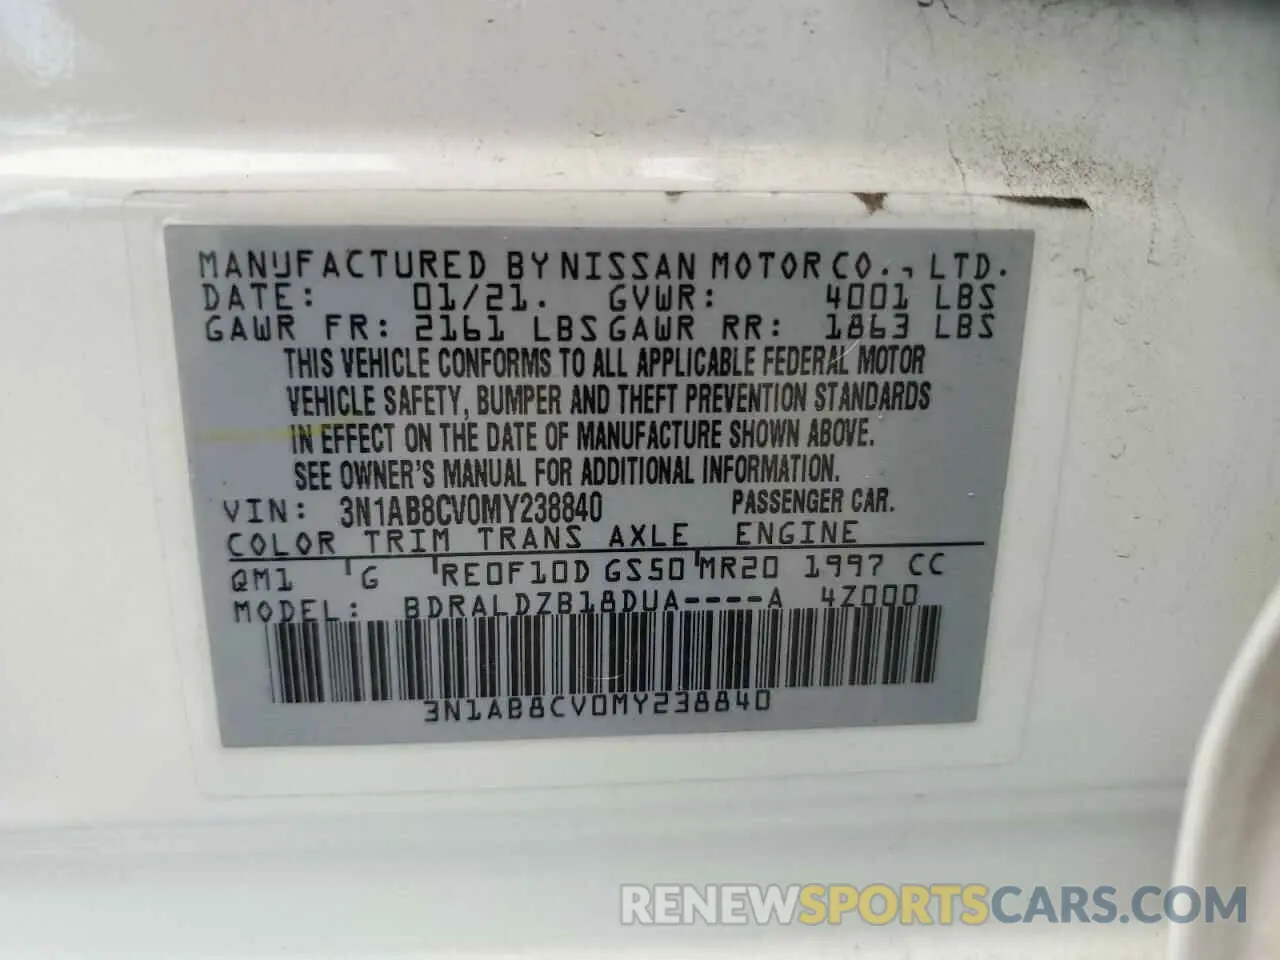 MANUFACTURED BY NISSAN MOTOR CO., LTD.
DATE: 01/21. GVWR: 4001 LBS
GAWR FR: 2161 LBS GAWR RR: 1863 LBS
THIS VEHICLE CONFORMS TO ALL APPLICABLE FEDERAL MOTOR
VEHICLE SAFETY, BUMPER AND THEFT PREVENTION STANDARDS
IN EFFECT ON THE DATE OF MANUFACTURE SHOWN ABOVE.
SEE OWNER'S MANUAL FOR ADDITIONAL INFORMATION.
VIN: 3N1AB8CV0MY238840 PASSENGER CAR.
COLOR TRIM TRANS AXLE ENGINE
QM1 G RE0F10D GS50 MR20 1997 CC
MODEL: BDRALDZB18DUA----A 4Z000
3N1AB8CV0MY238840
RENEWSPORTSCARS.COM